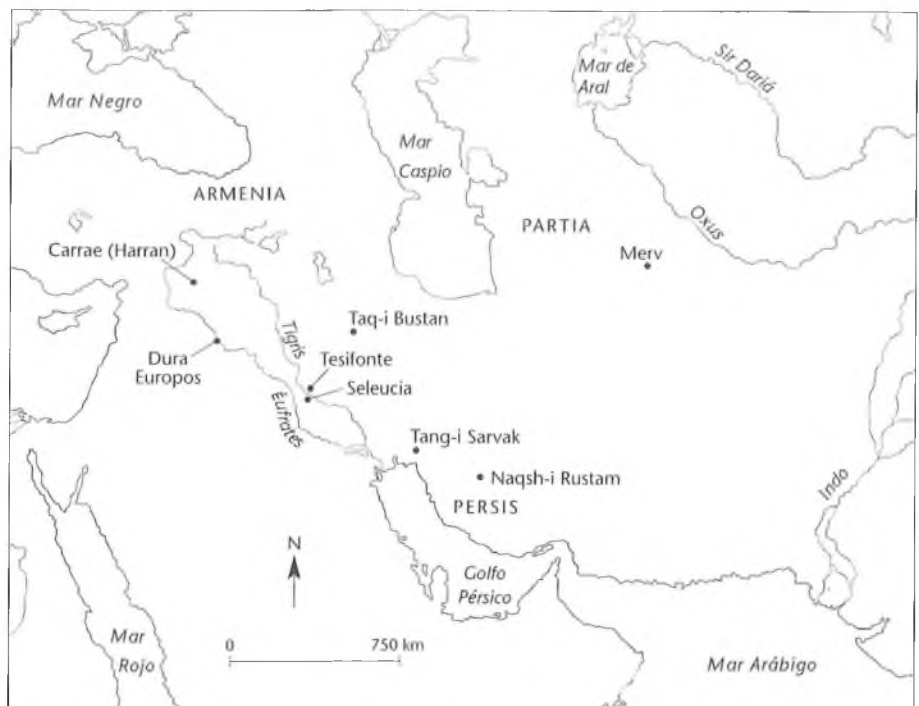 Mar Negro
Mar de
Aral
Sir Dariá
Mar
Caspio
ARMENIA
PARTIA
Oxus
Carrae (Harran)
Merv
Tigris
Taq-i Bustan
Dura
Europos
Tesifonte
Seleucia
Éufrates
Tang-i Sarvak
Naqsh-i Rustam
PERSIS
Indo
N
Golfo
Pérsico
0
750 km
Mar
Rojo
Mar Arábigo